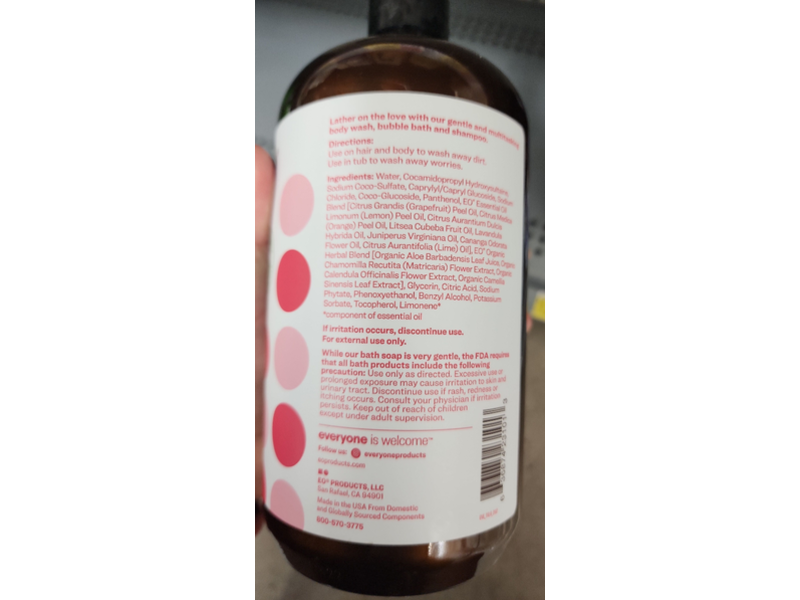 Lather on the love with our gentle and
body wash, bubble bath and shampoo.
Directions:
Use on hair and body to wash away dirt.
Use in tub to wash away worries.
Ingredients: Water, Cocamidopropyl Hydroxysultaine,
Sodium Coco-Sulfate, Caprylyl/Capryl Glucoside, Sodium
Chloride, Coco-Glucoside, Panthenol, EO® Essential Oil
Blend [Citrus Grandis (Grapefruit) Peel Oil, Citrus Medica
Limonum (Lemon) Peel Oil, Citrus Aurantium Dulcis
(Orange) Peel Oil, Litsea Cubeba Fruit Oil, Lavandula
Hybrida Oil, Juniperus Virginiana Oil, Cananga Odorata
Flower Oil, Citrus Aurantifolia (Lime) Oil], EO® Organic
Herbal Blend [Organic Aloe Barbadensis Leaf Juice, Organic
Chamomilla Recutita (Matricaria) Flower Extract, Organic
Calendula Officinalis Flower Extract, Organic Camellia
Sinensis Leaf Extract], Glycerin, Citric Acid, Sodium
Phytate, Phenoxyethanol, Benzyl Alcohol, Potassium
Sorbate, Tocopherol, Limonene*
*component of essential oil
If irritation occurs, discontinue use.
For external use only.
While our bath soap is very gentle, the FDA requires
that all bath products include the following
precaution: Use only as directed. Excessive use or
prolonged exposure may cause irritation to skin and
urinary tract. Discontinue use if rash, redness or
itching occurs. Consult your physician if irritation
persists. Keep out of reach of children
except under adult supervision.
everyone is welcome™
Follow us: everyoneproducts
eoproducts.com
EO® PRODUCTS, LLC
San Rafael, CA 94901
Made in the USA From Domestic
and Globally Sourced Components
800-570-3775